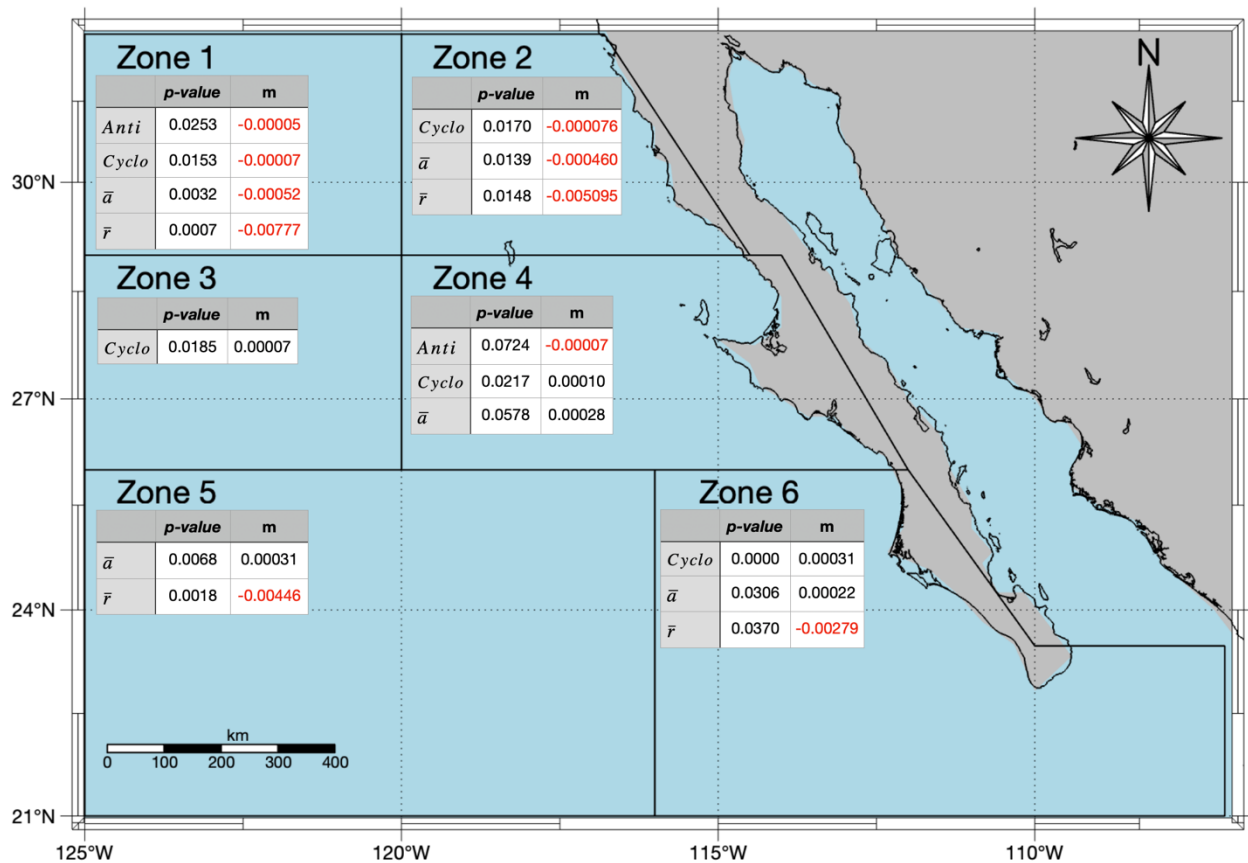 Zone 1
p-value m
Anti 0.0253 -0.00005
Cyclo 0.0153 -0.00007
a̅ 0.0032 -0.00052
r̅ 0.0007 -0.00777
Zone 2
p-value m
Cyclo 0.0170 -0.000076
a̅ 0.0139 -0.000460
r̅ 0.0148 -0.005095
N
Zone 3
p-value m
Cyclo 0.0185 0.00007
Zone 4
p-value m
Anti 0.0724 -0.00007
Cyclo 0.0217 0.00010
a̅ 0.0578 0.00028
Zone 5
p-value m
a̅ 0.0068 0.00031
r̅ 0.0018 -0.00446
Zone 6
p-value m
Cyclo 0.0000 0.00031
a̅ 0.0306 0.00022
r̅ 0.0370 -0.00279
km
0 100 200 300 400
30°N
27°N
24°N
21°N
125°W 120°W 115°W 110°W